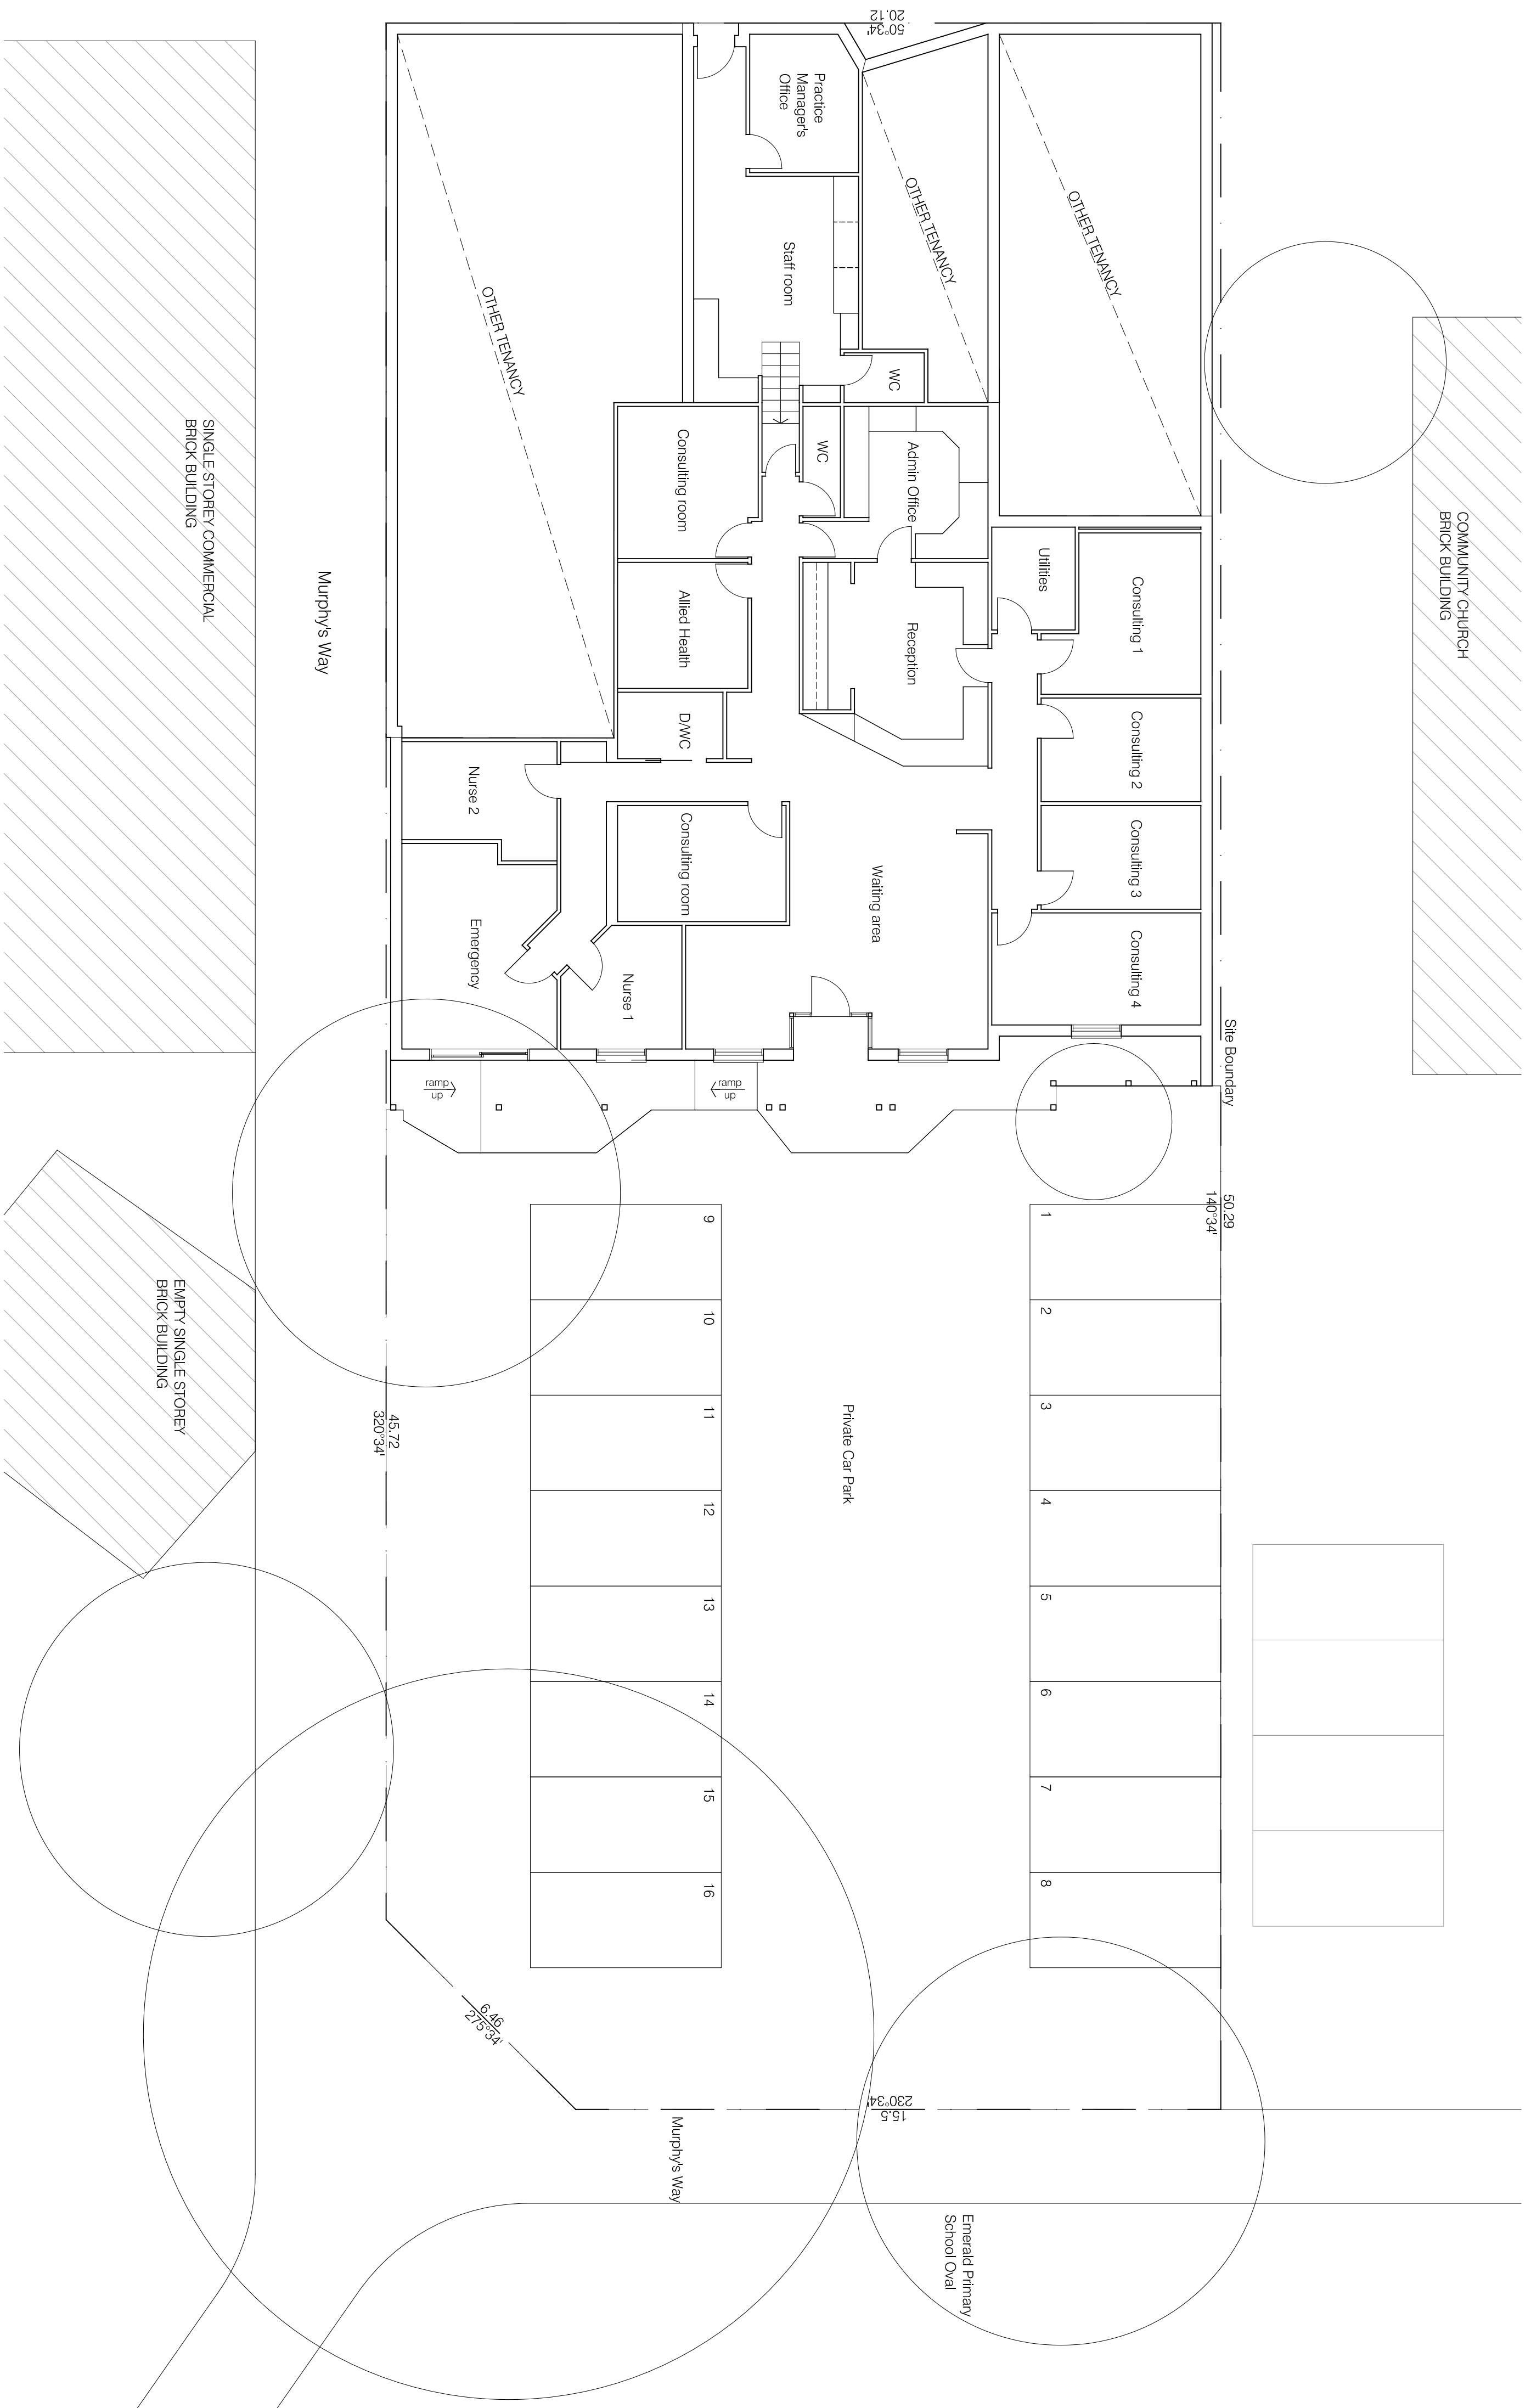 20.12
50°34'
Practice
Manager's
Office
OTHER TENANCY
OTHER TENANCY
Staff room
OTHER TENANCY
WC
WC
Admin Office
Consulting room
SINGLE STOREY COMMERCIAL
BRICK BUILDING
COMMUNITY CHURCH
BRICK BUILDING
Murphy's Way
Utilities
Consulting 1
Allied Health
Reception
D/WC
Consulting 2
Nurse 2
Consulting room
Consulting 3
Waiting area
Emergency
Nurse 1
Consulting 4
Site Boundary
ramp
up
ramp
up
50.29
140°34'
1
2
3
4
5
6
7
8
9
10
11
12
13
14
15
16
Private Car Park
EMPTY SINGLE STOREY
BRICK BUILDING
45.72
320°34'
6.46
275°34'
15.5
230°34'
Murphy's Way
Emerald Primary
School Oval